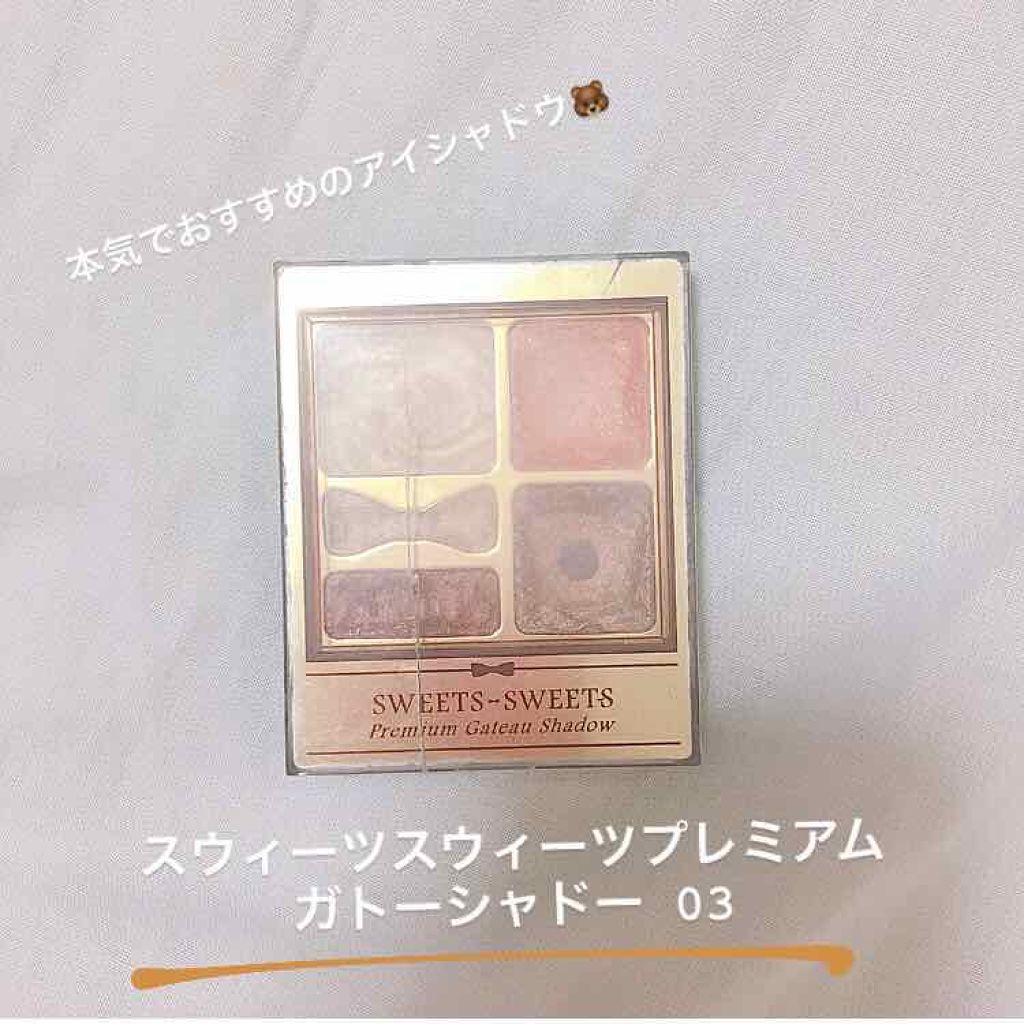 本気でおすすめのアイシャドウ🐻
SWEETS-SWEETS
Premium Gateau Shadow
スウィーツスウィーツプレミアム
ガトーシャドー 03